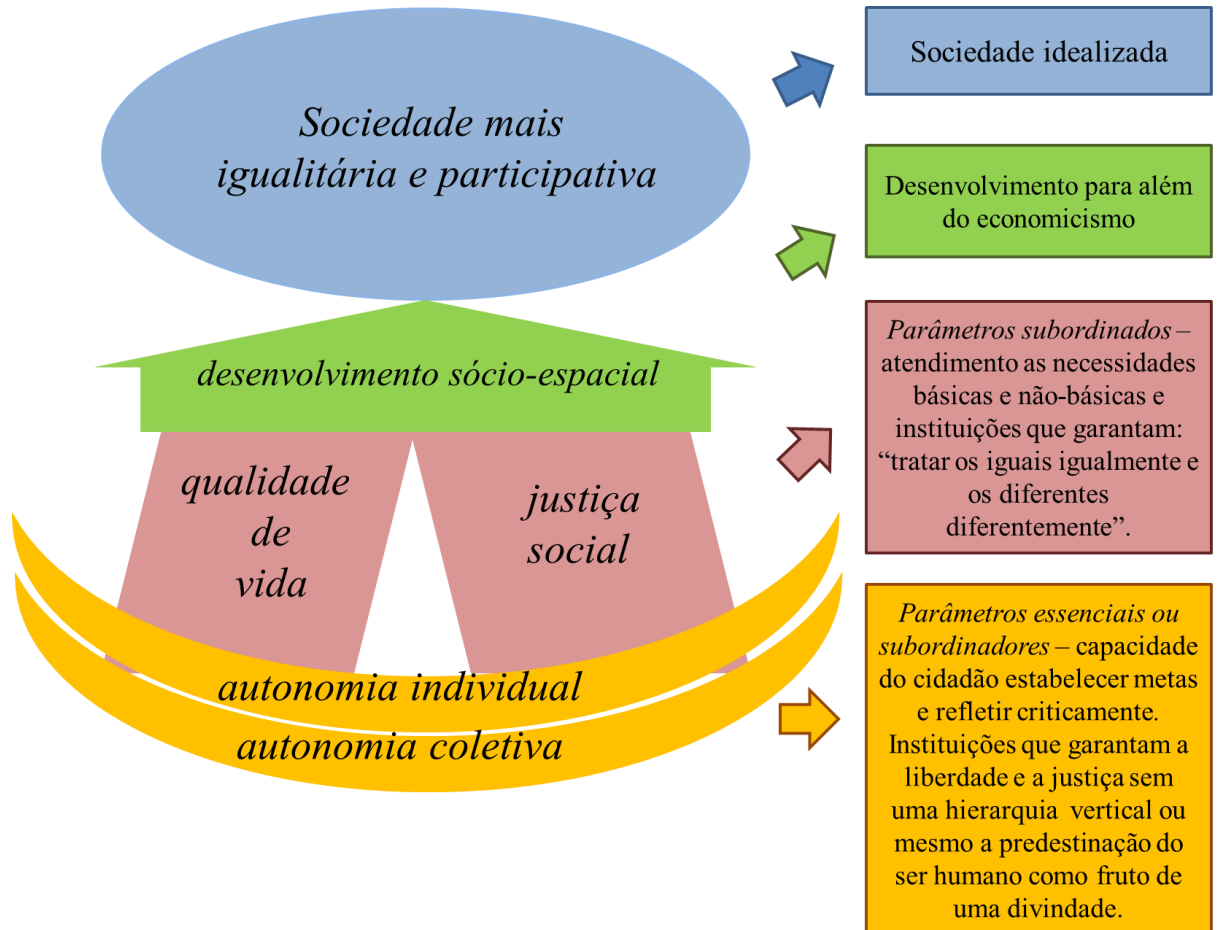 Sociedade mais
igualitária e participativa
desenvolvimento sócio-espacial
qualidade
de
vida
justiça
social
autonomia individual
autonomia coletiva
Sociedade idealizada
Desenvolvimento para além
do economicismo
Parâmetros subordinados –
atendimento as necessidades
básicas e não-básicas e
instituições que garantam:
“tratar os iguais igualmente e
os diferentes
diferentemente”.
Parâmetros essenciais ou
subordinadores – capacidade
do cidadão estabelecer metas
e refletir criticamente.
Instituições que garantam a
liberdade e a justiça sem
uma hierarquia vertical ou
mesmo a predestinação do
ser humano como fruto de
uma divindade.